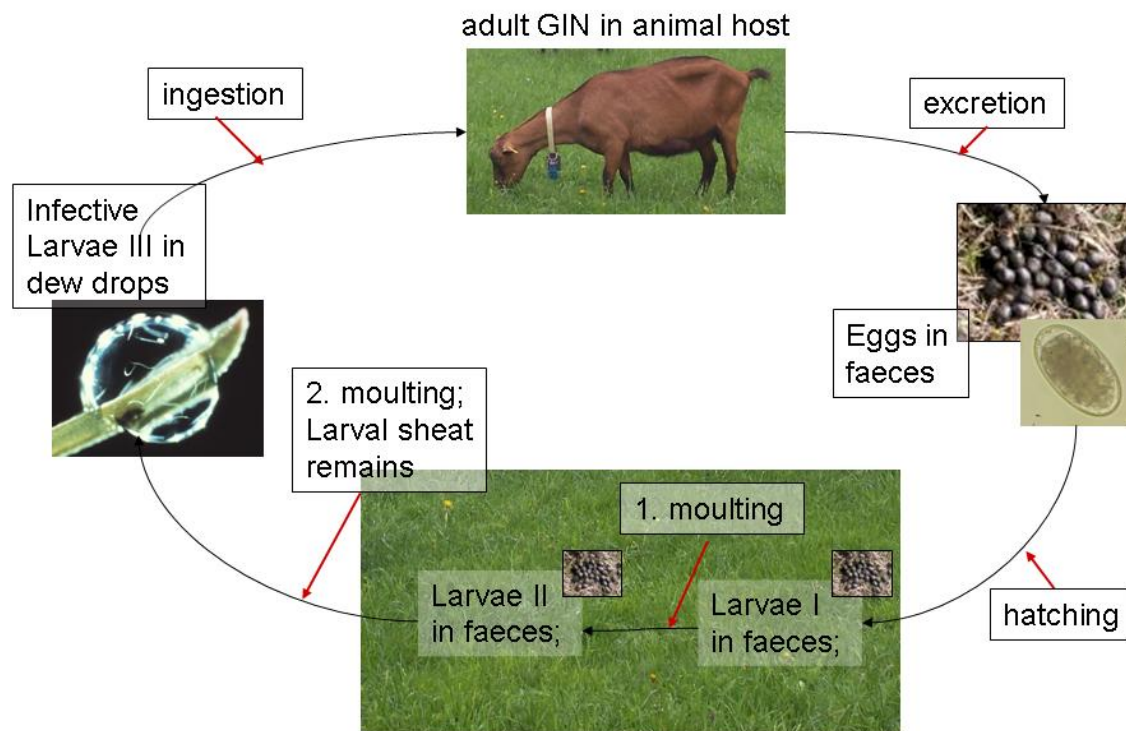 adult GIN in animal host
ingestion
excretion
Infective
Larvae III in
dew drops
Eggs in
faeces
2. moulting;
Larval sheat
remains
1. moulting
Larvae II
in faeces;
Larvae I
in faeces;
hatching